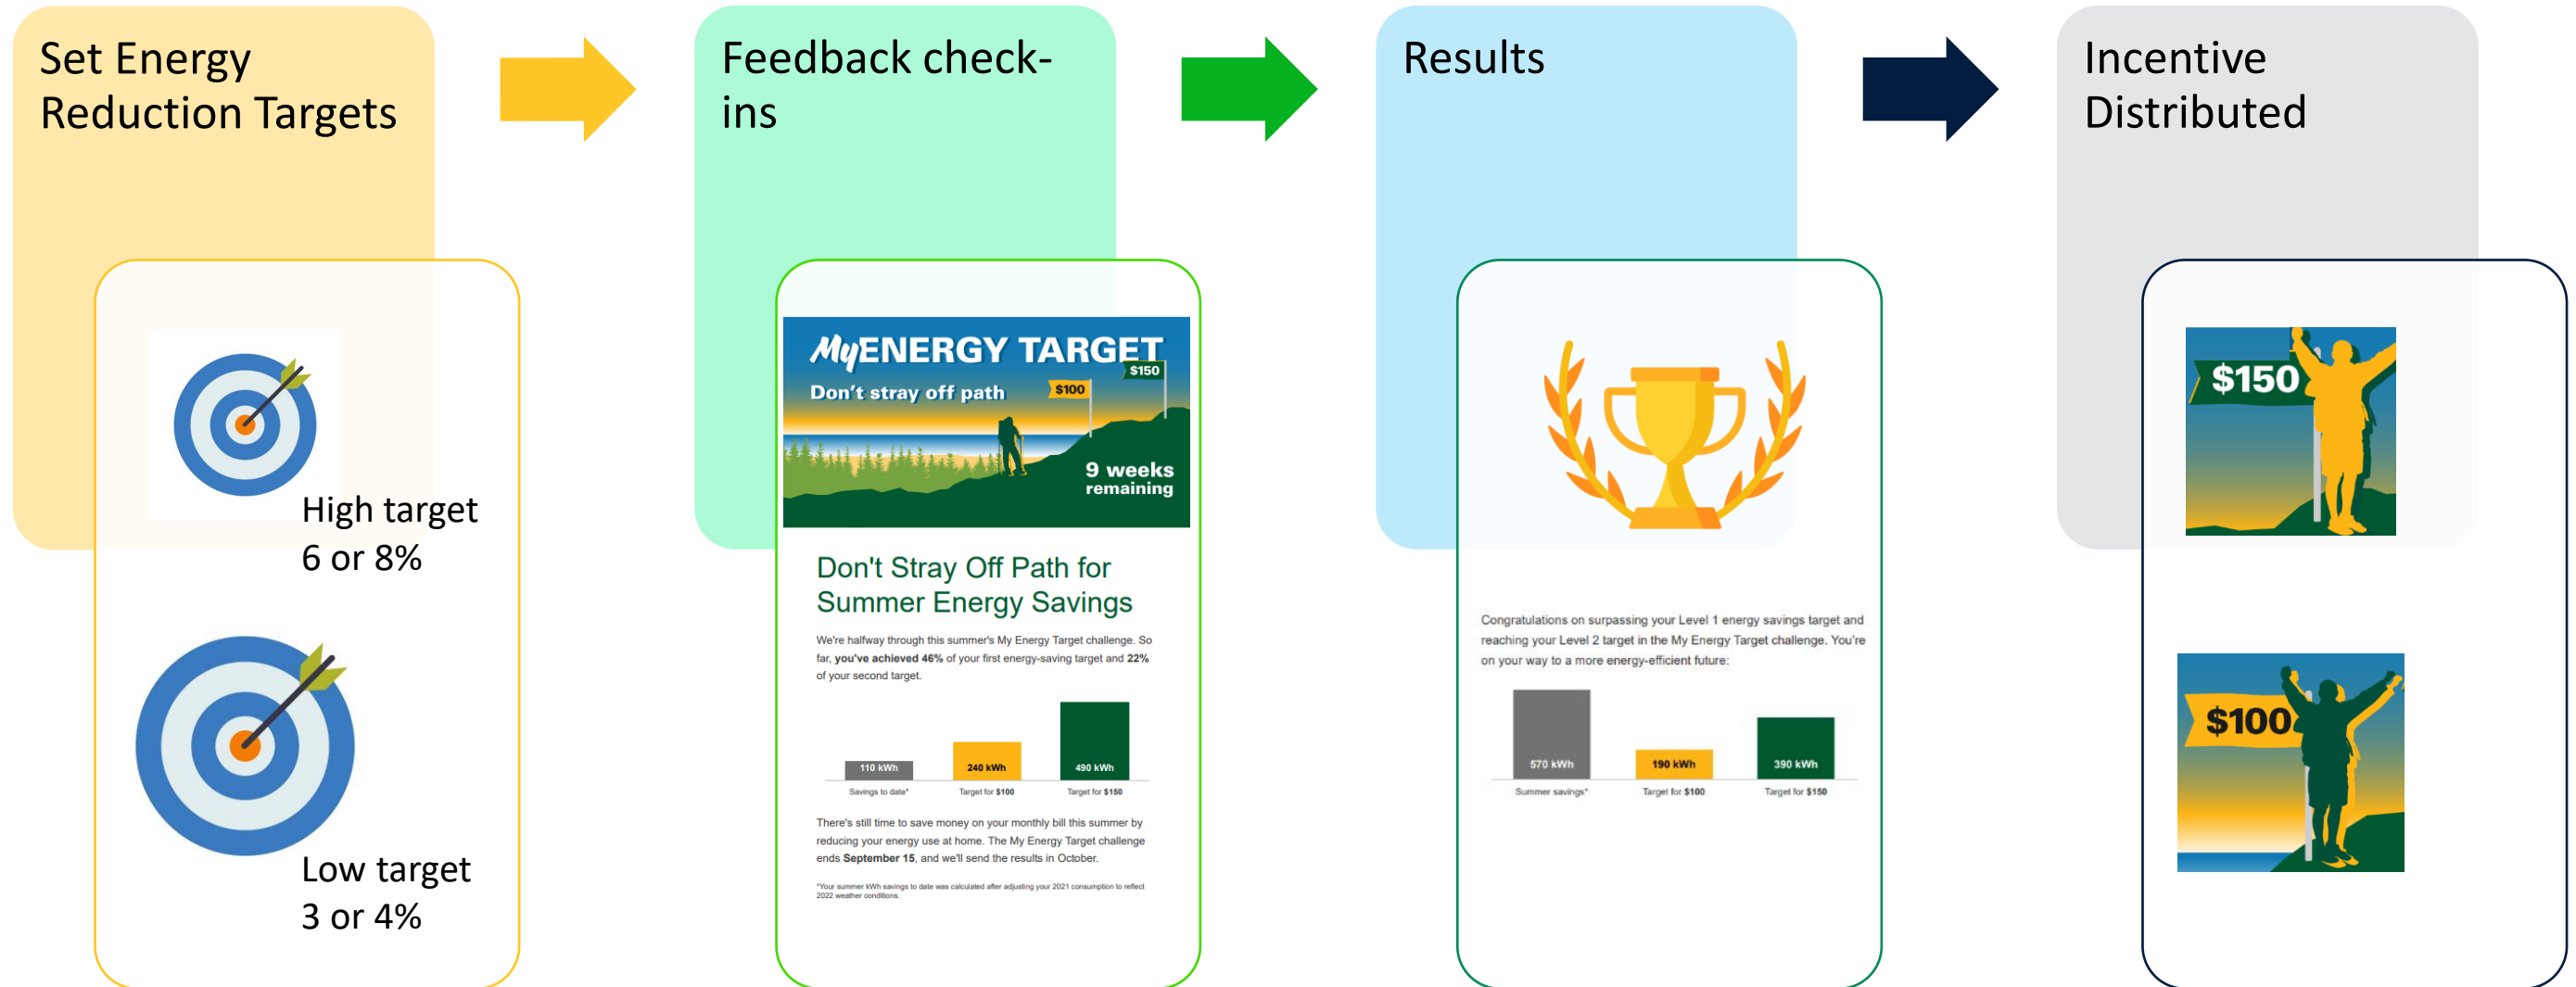 Set Energy
Reduction Targets
High target
6 or 8%
Low target
3 or 4%
Feedback check-
ins
MyENERGY TARGET
Don't stray off path
$100
$150
9 weeks
remaining
Don't Stray Off Path for
Summer Energy Savings
We're halfway through this summer's My Energy Target challenge. So
far, you've achieved 46% of your first energy-saving target and 22%
of your second target.
110 kWh
240 kWh
490 kWh
Savings to date*
Target for $100
Target for $150
There's still time to save money on your monthly bill this summer by
reducing your energy use at home. The My Energy Target challenge
ends September 15, and we'll send the results in October.
*Your summer kWh savings to date was calculated after adjusting your 2021 consumption to reflect
2022 weather conditions.
Results
Congratulations on surpassing your Level 1 energy savings target and
reaching your Level 2 target in the My Energy Target challenge. You're
on your way to a more energy-efficient future:
570 kWh
190 kWh
390 kWh
Summer savings*
Target for $100
Target for $150
Incentive
Distributed
$150
$100